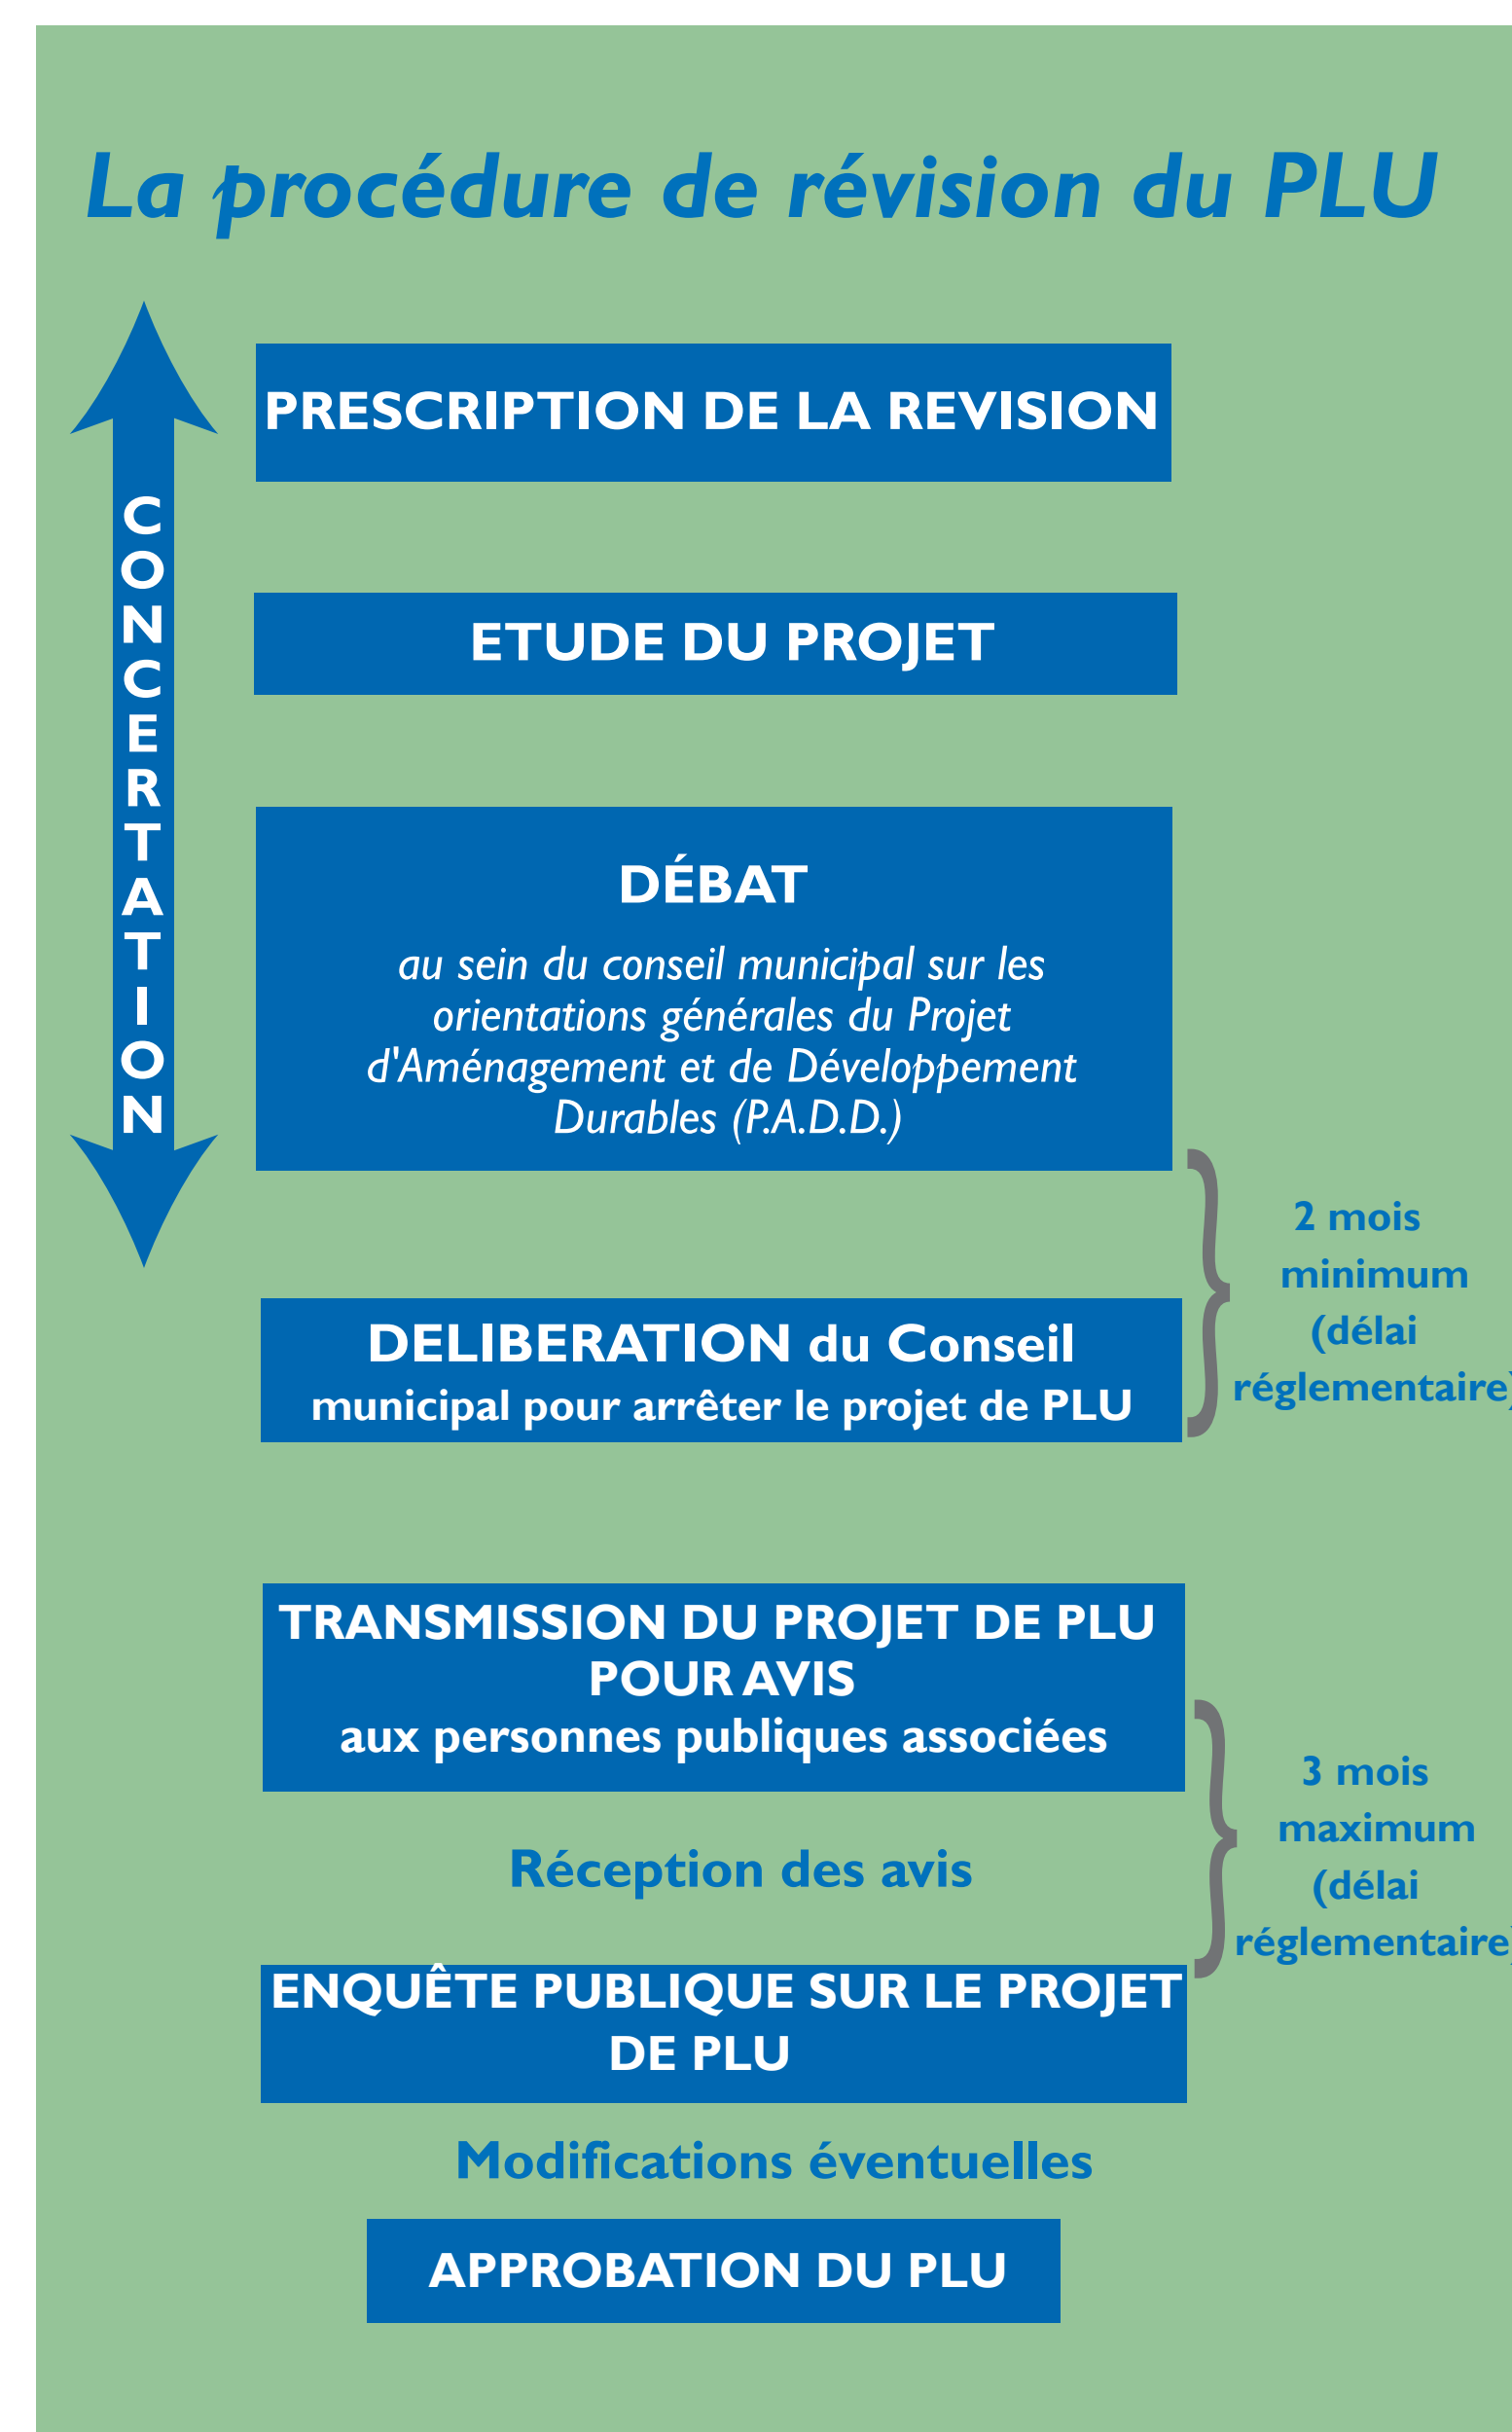 La procédure de révision du PLU
PRESCRIPTION DE LA REVISION
CONCERTATION
ETUDE DU PROJET
DÉBAT
au sein du conseil municipal sur les
orientations générales du Projet
d'Aménagement et de Développement
Durables (P.A.D.D.)
2 mois
minimum
(délai
réglementaire)
DELIBERATION du Conseil
municipal pour arrêter le projet de PLU
TRANSMISSION DU PROJET DE PLU
POUR AVIS
aux personnes publiques associées
3 mois
maximum
(délai
réglementaire)
Réception des avis
ENQUÊTE PUBLIQUE SUR LE PROJET
DE PLU
Modifications éventuelles
APPROBATION DU PLU